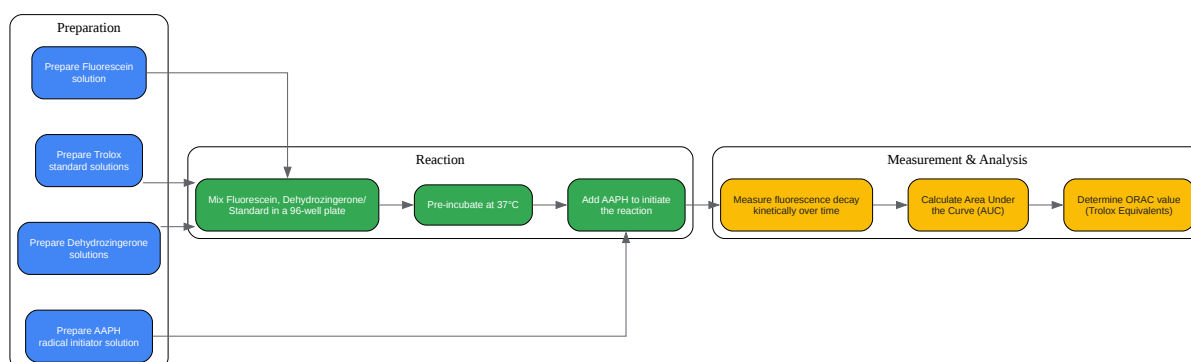 Preparation
Prepare Fluorescein
solution
Prepare Trolox
standard solutions
Prepare Dehydrozingerone
solutions
Prepare AAPH
radical initiator solution
Reaction
Mix Fluorescein, Dehydrozingerone/
Standard in a 96-well plate
Pre-incubate at 37°C
Add AAPH to initiate
the reaction
Measurement & Analysis
Measure fluorescence decay
kinetically over time
Calculate Area Under
the Curve (AUC)
Determine ORAC value
(Trolox Equivalents)